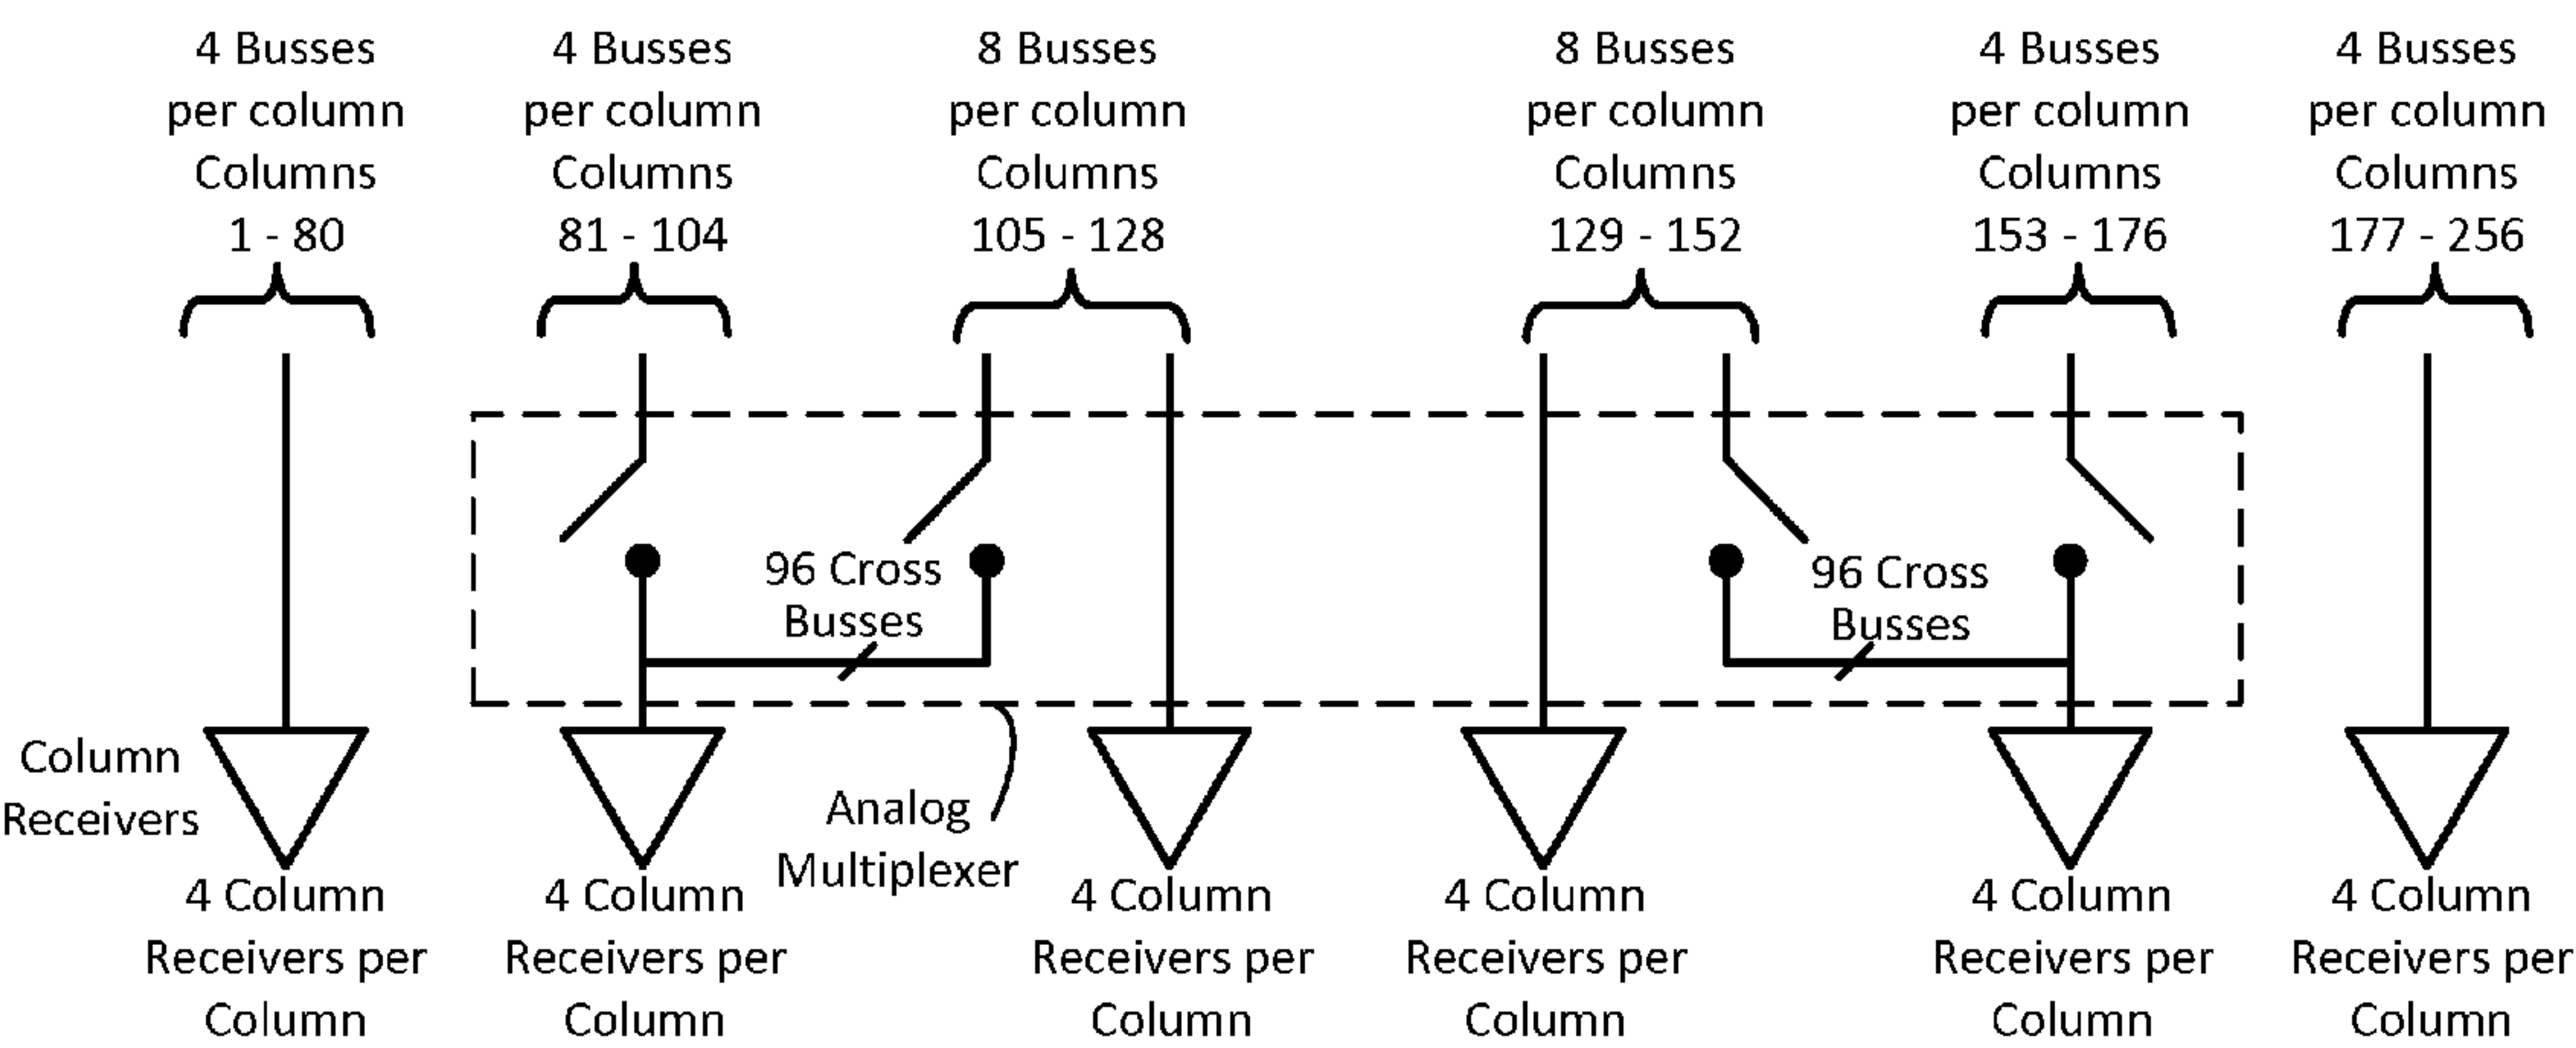 4 Busses
per column
Columns
1 - 80
4 Busses
per column
Columns
81 - 104
8 Busses
per column
Columns
105 - 128
8 Busses
per column
Columns
129 - 152
4 Busses
per column
Columns
153 - 176
4 Busses
per column
Columns
177 - 256
96 Cross
Busses
96 Cross
Busses
Column
Receivers
Analog
Multiplexer
4 Column
Receivers per
Column
4 Column
Receivers per
Column
4 Column
Receivers per
Column
4 Column
Receivers per
Column
4 Column
Receivers per
Column
4 Column
Receivers per
Column